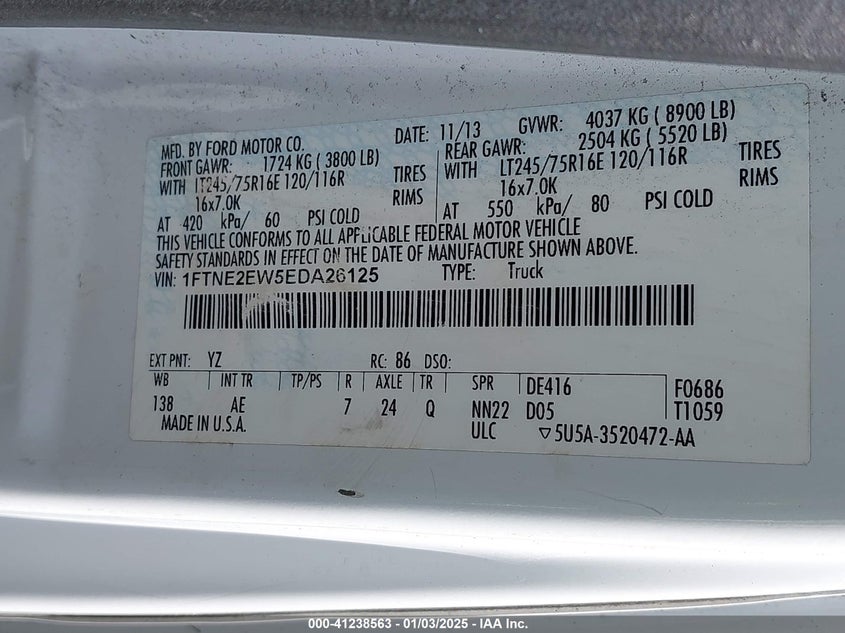 MFD. BY FORD MOTOR CO. DATE: 11/13 GVWR: 4037 KG ( 8900 LB)
FRONT GAWR: 1724 KG ( 3800 LB) REAR GAWR: 2504 KG ( 5520 LB)
WITH LT245/75R16E 120/116R TIRES WITH LT245/75R16E 120/116R TIRES
16x7.0K RIMS 16x7.0K RIMS
AT 420 kPa/ 60 PSI COLD AT 550 kPa/ 80 PSI COLD
THIS VEHICLE CONFORMS TO ALL APPLICABLE FEDERAL MOTOR VEHICLE
SAFETY STANDARDS IN EFFECT ON THE DATE OF MANUFACTURE SHOWN ABOVE.
VIN: 1FTNE2EW5EDA26125 TYPE: Truck
EXT PNT: YZ RC: 86 DSO:
WB INT TR TP/PS R AXLE TR SPR DE416 F0686
138 AE 7 24 Q NN22 D05 T1059
MADE IN U.S.A. ULC ▽5U5A-3520472-AA
000-41238563 - 01/03/2025 - IAA Inc.